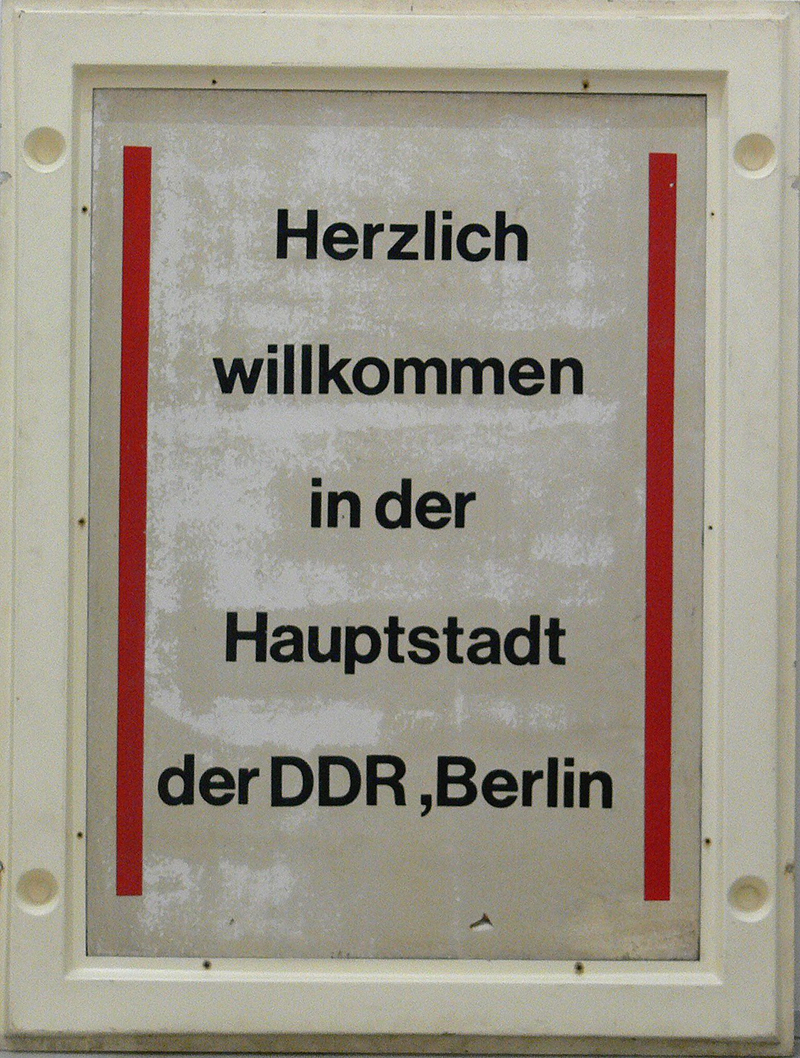 Herzlich
willkommen
in der
Hauptstadt
der DDR ,Berlin